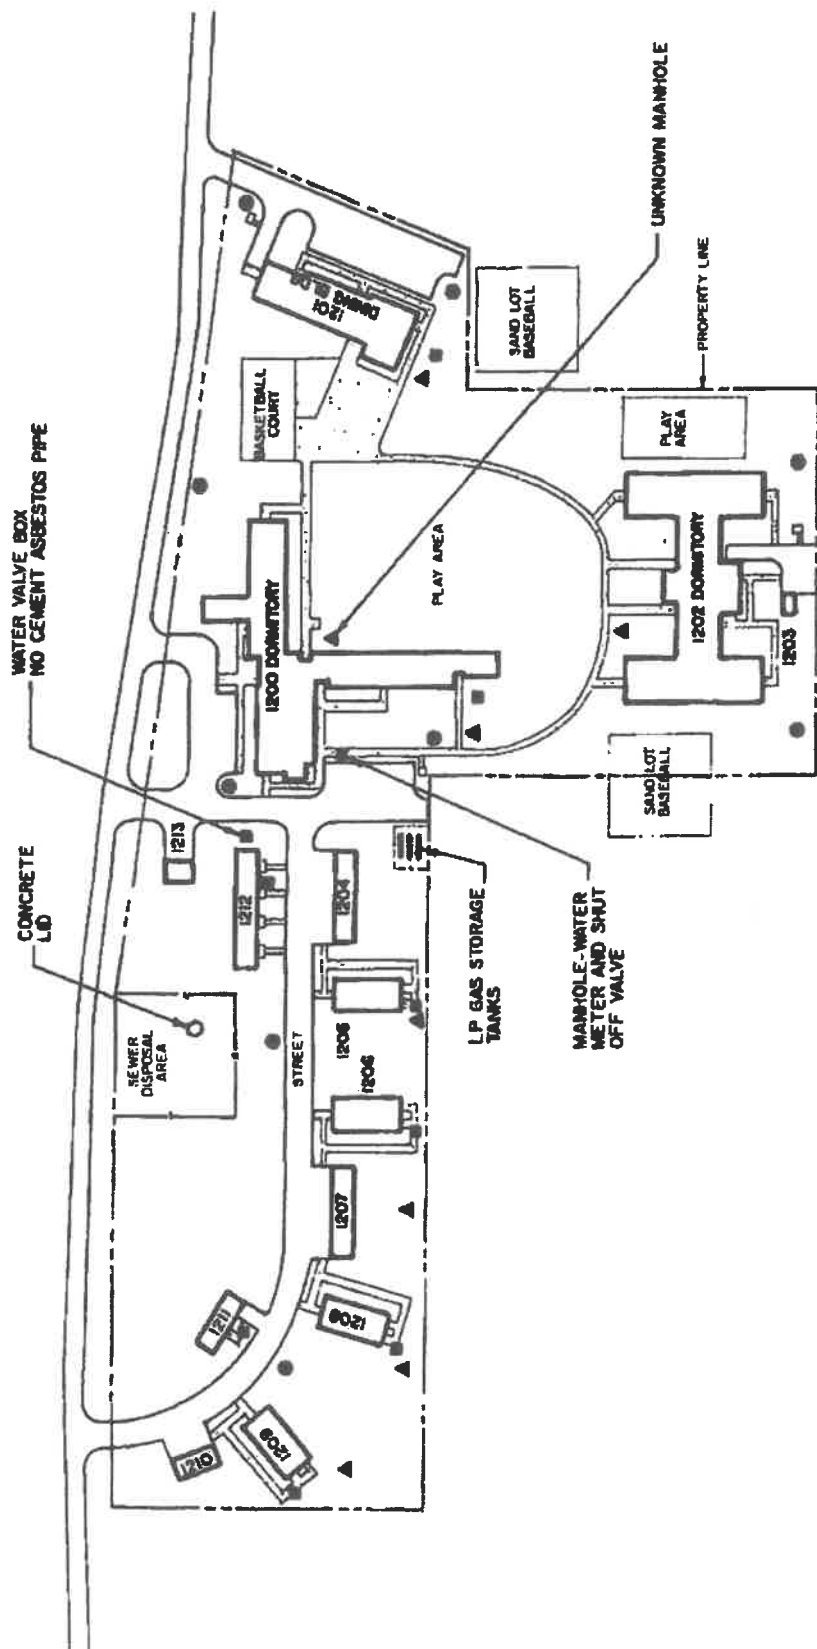 CONCRETE
LID
WATER VALVE BOX
NO CEMENT ASBESTOS PIPE
UNKNOWN MANHOLE
1213
1212
SEWER
DISPOSAL
AREA
STREET
1211
1210
1209
1208
1207
1206
1205
1204
1200 DORMITORY
BASKETBALL
COURT
1201
DINING BLDG
PLAY AREA
SAND LOT
BASEBALL
PROPERTY LINE
PLAY
AREA
1202 DORMITORY
1203
SAND LOT
BASEBALL
LP GAS STORAGE
TANKS
MANHOLE-WATER
METER AND SHUT
OFF VALVE